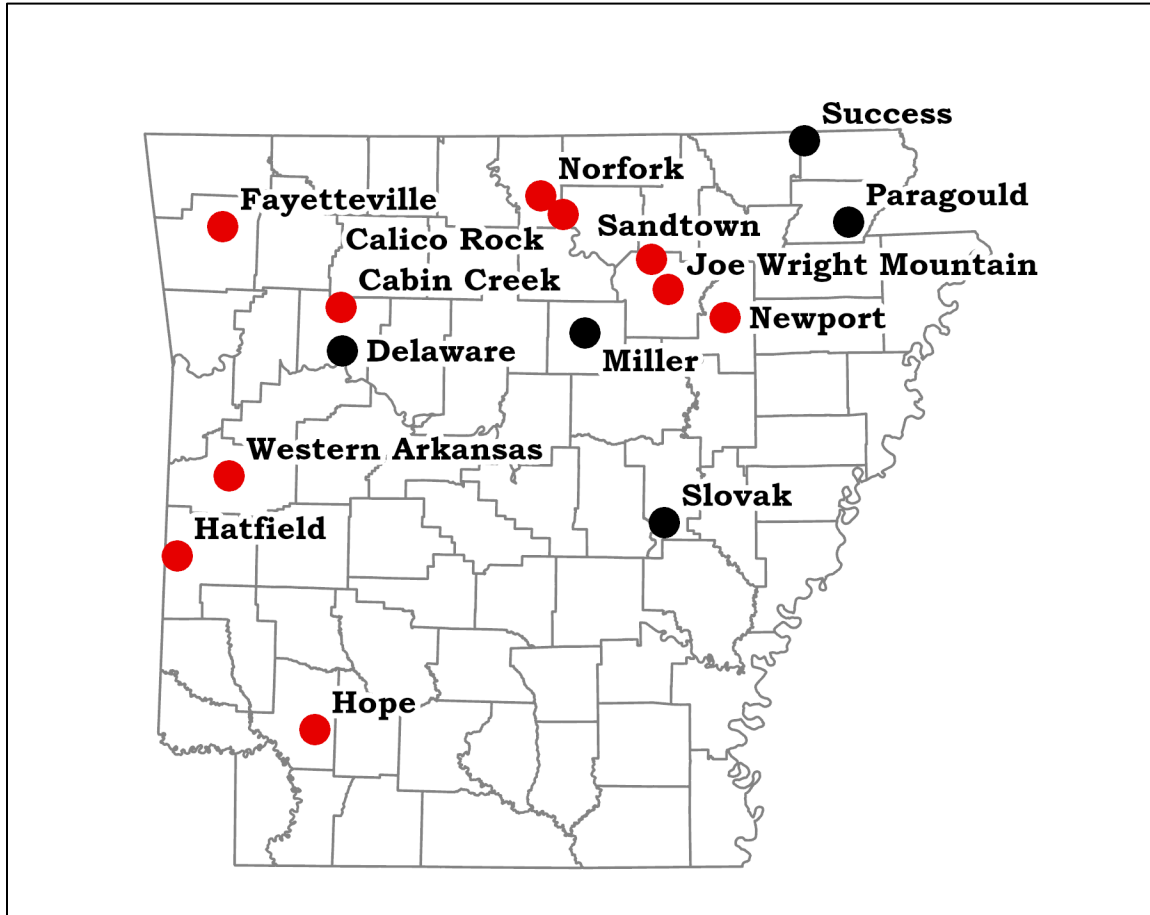 Success
Norfork
Paragould
Fayetteville
Sandtown
Calico Rock
Joe Wright Mountain
Cabin Creek
Newport
Delaware
Miller
Western Arkansas
Slovak
Hatfield
Hope